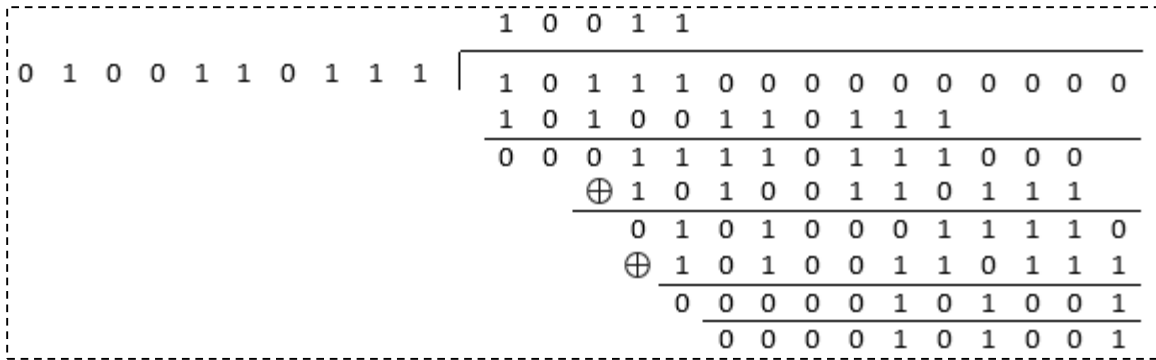 1 0 0 1 1
0 1 0 0 1 1 0 1 1 1 1 0 1 1 1 0 0 0 0 0 0 0 0 0 0
1 0 1 0 0 1 1 0 1 1 1
0 0 0 1 1 1 1 0 1 1 1 0 0 0
⊕ 1 0 1 0 0 1 1 0 1 1 1
0 1 0 1 0 0 0 1 1 1 1 0
⊕ 1 0 1 0 0 1 1 0 1 1 1
0 0 0 0 0 1 0 1 0 0 1
0 0 0 0 1 0 1 0 0 1